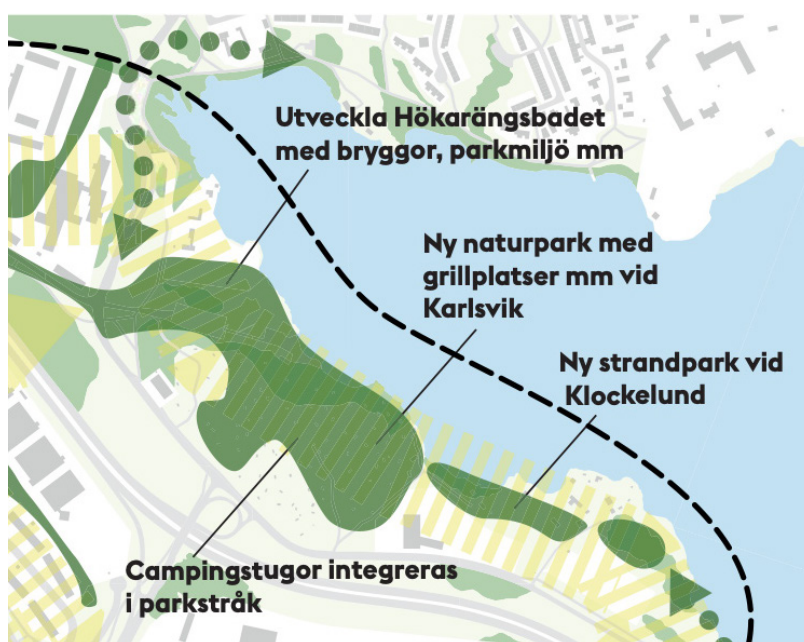 Utveckla Hökarängsbadet
med bryggor, parkmiljö mm
Ny naturpark med
grillplatser mm vid
Karlsvik
Ny strandpark vid
Klockelund
Campingstugor integreras
i parkstråk